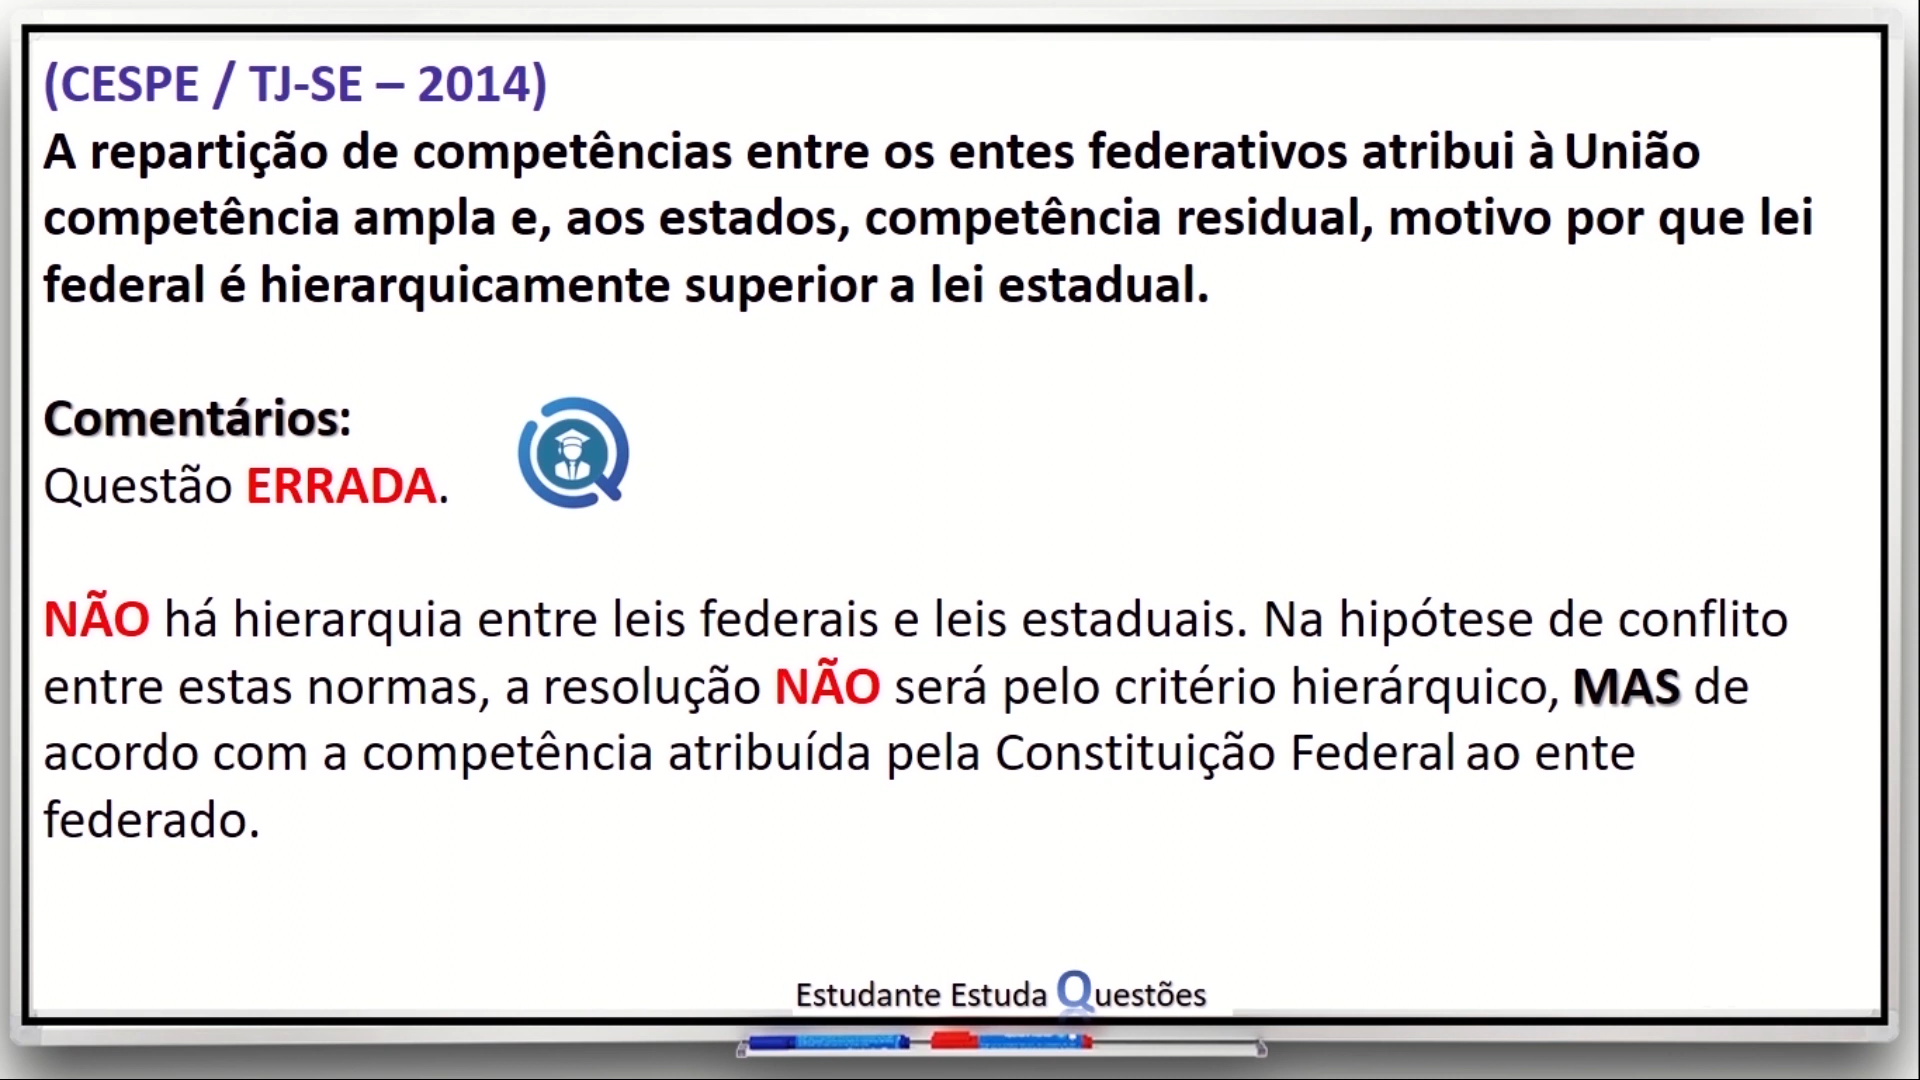 (CESPE / TJ-SE – 2014)
A repartição de competências entre os entes federativos atribui à União
competência ampla e, aos estados, competência residual, motivo por que lei
federal é hierarquicamente superior a lei estadual.
Comentários:
Questão ERRADA.
NÃO há hierarquia entre leis federais e leis estaduais. Na hipótese de conflito
entre estas normas, a resolução NÃO será pelo critério hierárquico, MAS de
acordo com a competência atribuída pela Constituição Federal ao ente
federado.
Estudante Estuda Questões